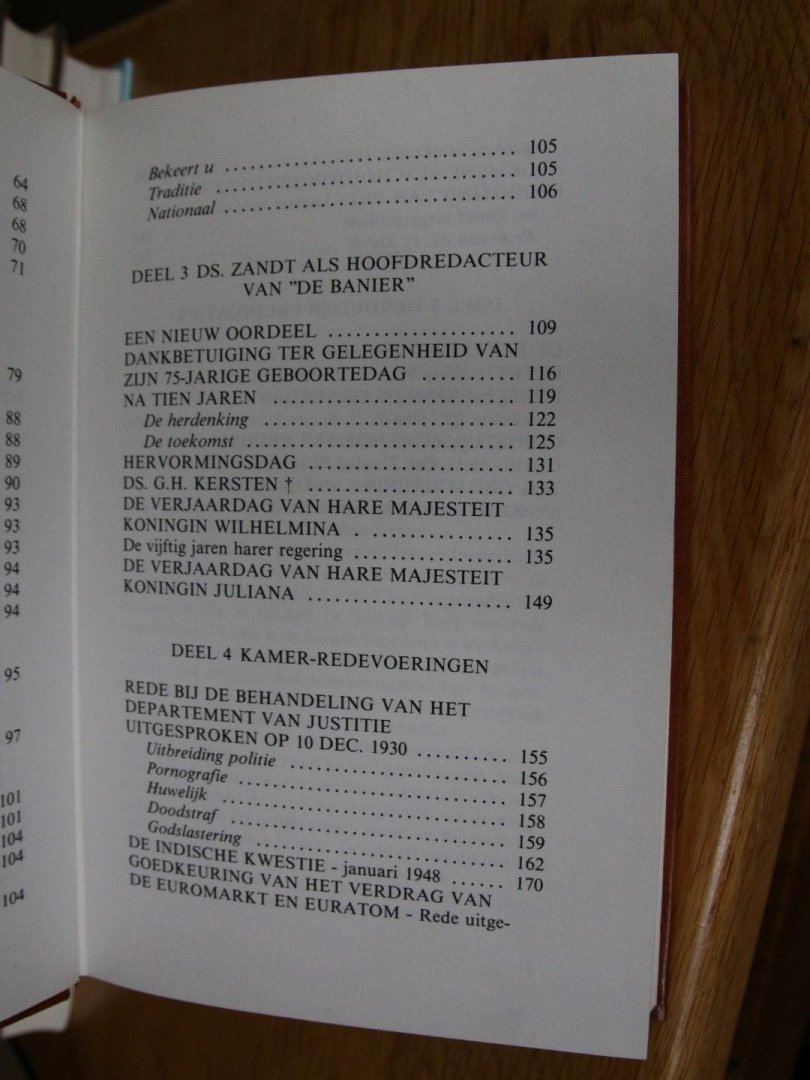 64
68
68
70
71
79
88
88
89
90
93
93
93
94
94
94
95
97
101
101
104
104
104
Bekeert u .............................. 105
Traditie .............................. 105
Nationaal .............................. 106
DEEL 3 DS. ZANDT ALS HOOFDREDACTEUR
VAN "DE BANIER"
EEN NIEUW OORDEEL .................... 109
DANKBETUIGING TER GELEGENHEID VAN
ZIJN 75-JARIGE GEBOORTEDAG .......... 116
NA TIEN JAREN ........................ 119
De herdenking ........................ 122
De toekomst ......................... 125
HERVORMINGSDAG ................... 131
DS. G.H. KERSTEN † ................... 133
DE VERJAARDAG VAN HARE MAJESTEIT
KONINGIN WILHELMINA . .............. 135
De vijftig jaren harer regering .............. 135
DE VERJAARDAG VAN HARE MAJESTEIT
KONINGIN JULIANA ................... 149
DEEL 4 KAMER-REDEVOERINGEN
REDE BIJ DE BEHANDELING VAN HET
DEPARTEMENT VAN JUSTITIE
UITGESPROKEN OP 10 DEC. 1930 .......... 155
Uitbreiding politie .................... 156
Pornografie ......................... 157
Huwelijk .......................... 158
Doodstraf .......................... 159
Godslastering ....................... 162
DE INDISCHE KWESTIE - januari 1948 ...... 170
GOEDKEURING VAN HET VERDRAG VAN
DE EUROMARKT EN EURATOM - Rede uitge-